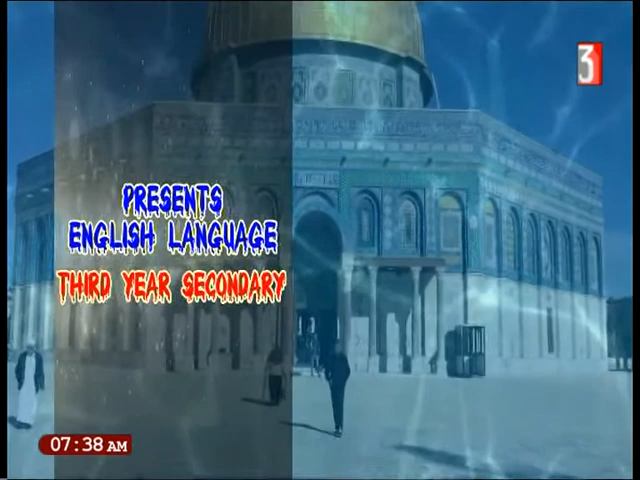 3
PRESENTS
ENGLISH LANGUAGE
THIRD YEAR SECONDARY
07:38 AM